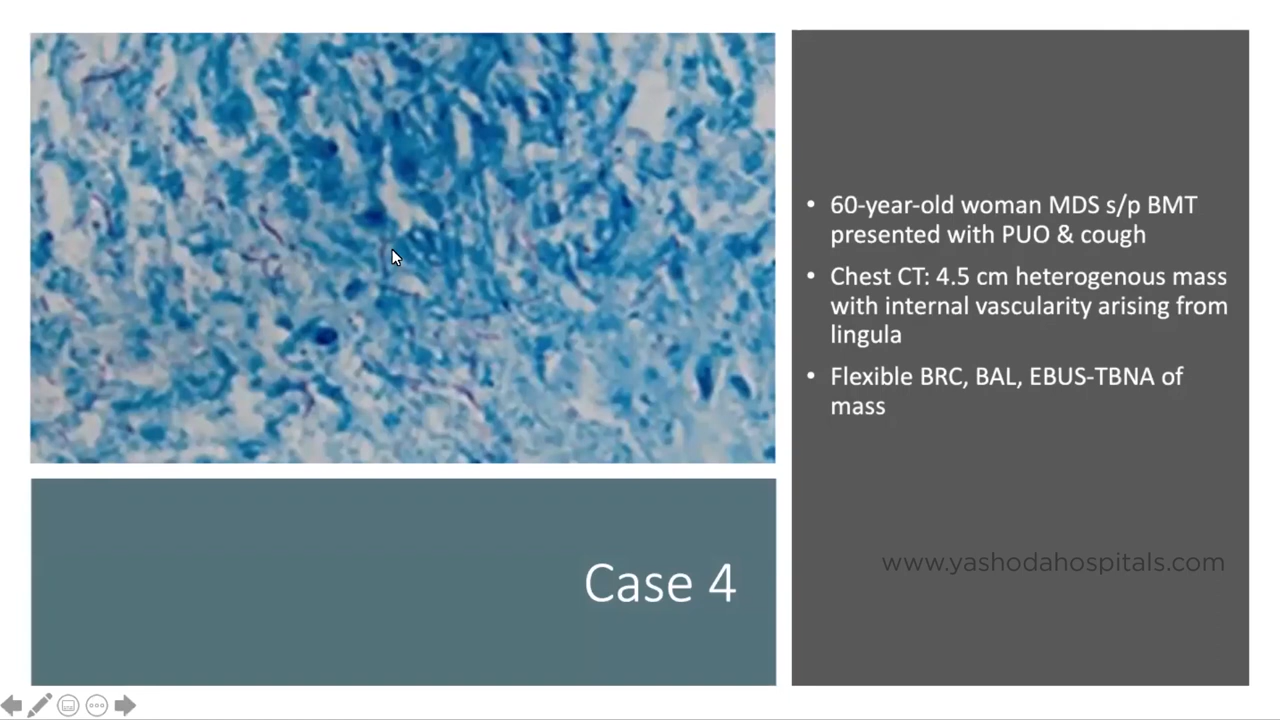 • 60-year-old woman MDS s/p BMT
presented with PUO & cough
• Chest CT: 4.5 cm heterogenous mass
with internal vascularity arising from
lingula
• Flexible BRC, BAL, EBUS-TBNA of
mass
www.yashodahospitals.com
Case 4